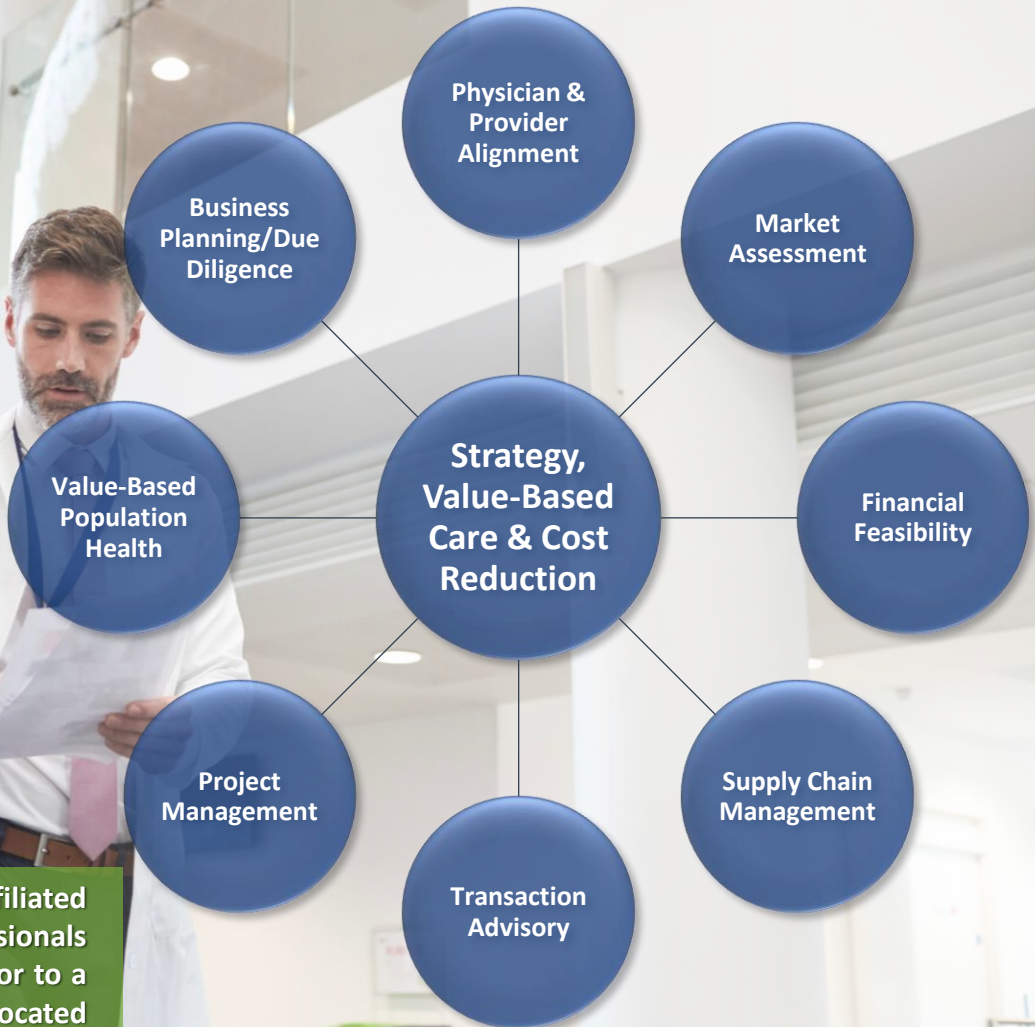 Physician &
Provider
Alignment
Business
Planning/Due
Diligence
Market
Assessment
Strategy,
Value-Based
Care & Cost
Reduction
Value-Based
Population
Health
Financial
Feasibility
Project
Management
Supply Chain
Management
Transaction
Advisory
filiated
sionals
or to a
ocated